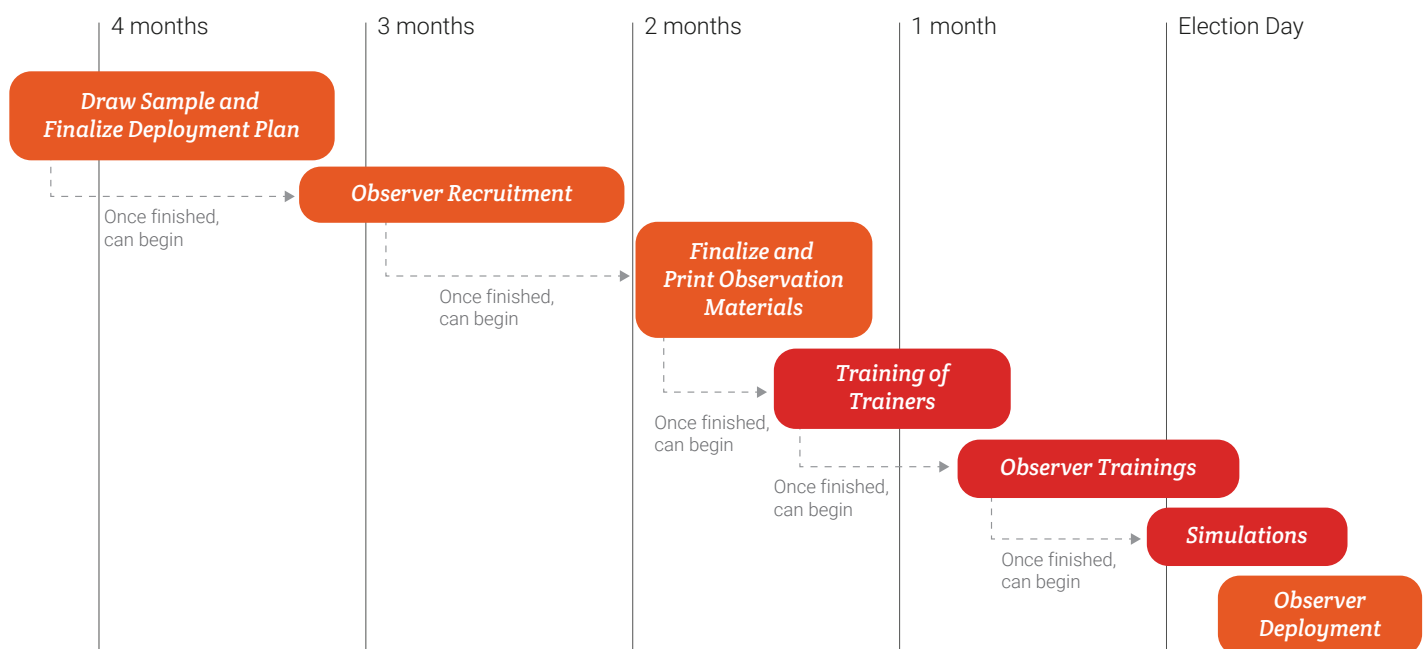 4 months
3 months
2 months
1 month
Election Day
Draw Sample and
Finalize Deployment Plan
Observer Recruitment
Once finished,
can begin
Finalize and
Print Observation
Materials
Once finished,
can begin
Training of
Trainers
Once finished,
can begin
Observer Trainings
Once finished,
can begin
Simulations
Once finished,
can begin
Observer
Deployment